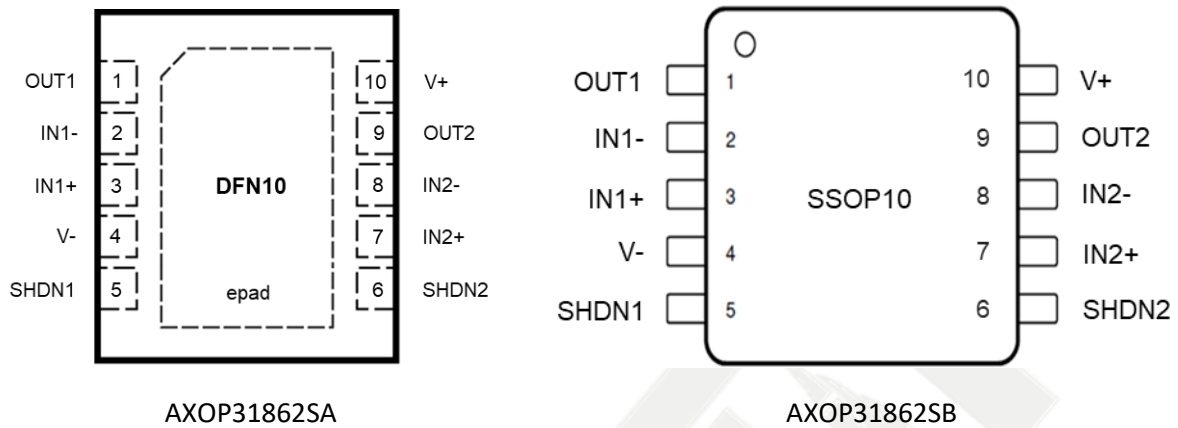 OUT1 1 10 V+
IN1- 2 9 OUT2
IN1+ 3 DFN10 8 IN2-
V- 4 7 IN2+
SHDN1 5 epad 6 SHDN2
AXOP31862SA
OUT1 1 10 V+
IN1- 2 9 OUT2
IN1+ 3 SSOP10 8 IN2-
V- 4 7 IN2+
SHDN1 5 6 SHDN2
AXOP31862SB